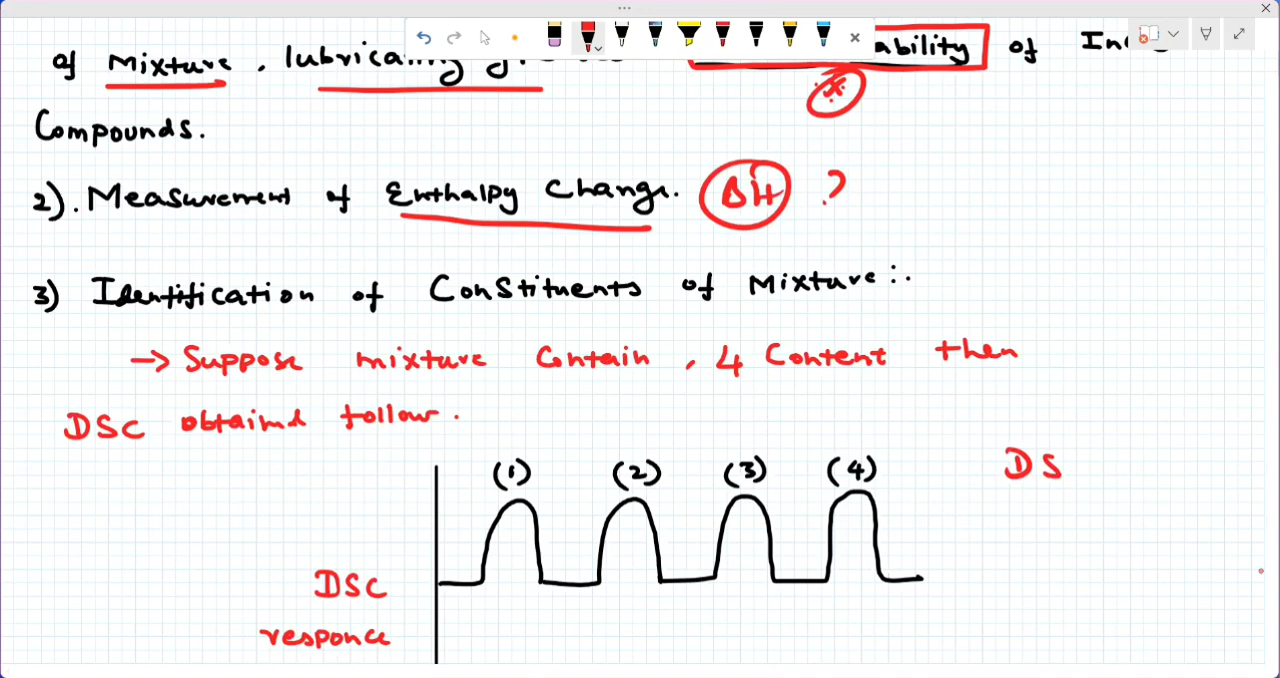 of Mixture, lubricating ability of
Compounds.
2). Measurement of Enthalpy Change. ΔH ?
3) Identification of Constituents of Mixture:.
→ Suppose mixture Contain, 4 Content then
DSC obtaind follow.
(1) (2) (3) (4) DS
DSC
responce